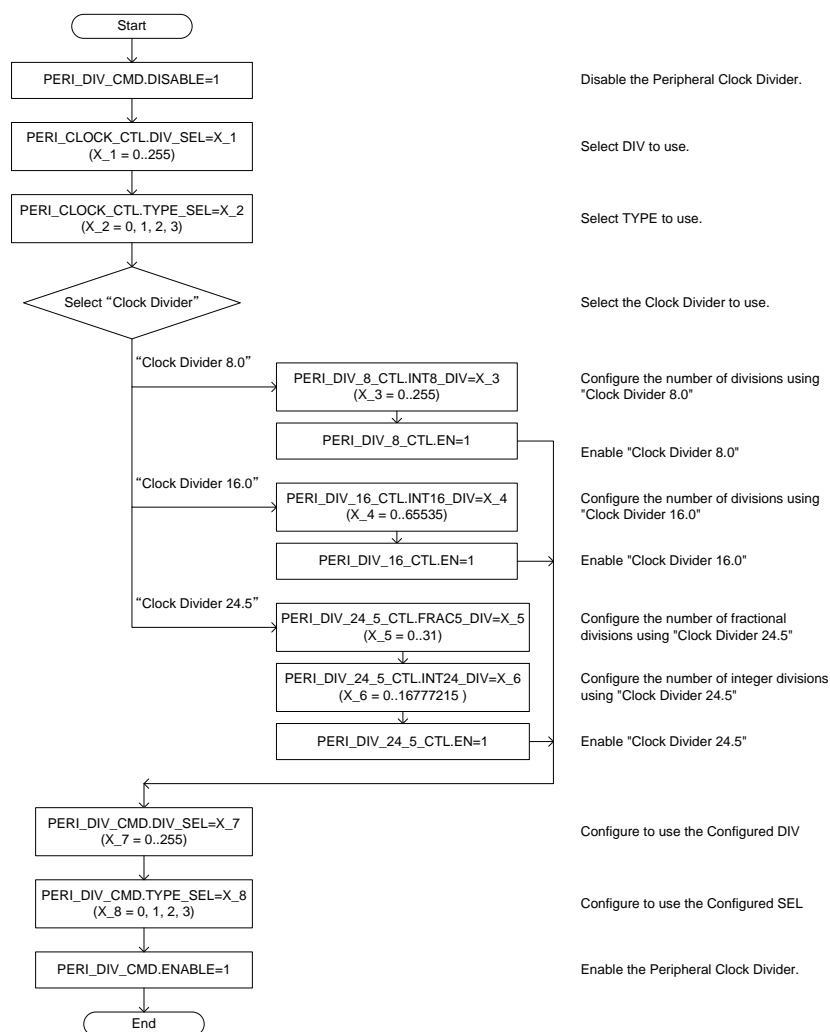 Start
PERI_DIV_CMD.DISABLE=1
Disable the Peripheral Clock Divider.
PERI_CLOCK_CTL.DIV_SEL=X_1
(X_1 = 0..255)
Select DIV to use.
PERI_CLOCK_CTL.TYPE_SEL=X_2
(X_2 = 0, 1, 2, 3)
Select TYPE to use.
Select “Clock Divider”
Select the Clock Divider to use.
“Clock Divider 8.0”
PERI_DIV_8_CTL.INT8_DIV=X_3
(X_3 = 0..255)
Configure the number of divisions using
"Clock Divider 8.0"
PERI_DIV_8_CTL.EN=1
Enable "Clock Divider 8.0"
“Clock Divider 16.0”
PERI_DIV_16_CTL.INT16_DIV=X_4
(X_4 = 0..65535)
Configure the number of divisions using
"Clock Divider 16.0"
PERI_DIV_16_CTL.EN=1
Enable "Clock Divider 16.0"
“Clock Divider 24.5”
PERI_DIV_24_5_CTL.FRAC5_DIV=X_5
(X_5 = 0..31)
Configure the number of fractional
divisions using "Clock Divider 24.5"
PERI_DIV_24_5_CTL.INT24_DIV=X_6
(X_6 = 0..16777215 )
Configure the number of integer divisions
using "Clock Divider 24.5"
PERI_DIV_24_5_CTL.EN=1
Enable "Clock Divider 24.5"
PERI_DIV_CMD.DIV_SEL=X_7
(X_7 = 0..255)
Configure to use the Configured DIV
PERI_DIV_CMD.TYPE_SEL=X_8
(X_8 = 0, 1, 2, 3)
Configure to use the Configured SEL
PERI_DIV_CMD.ENABLE=1
Enable the Peripheral Clock Divider.
End